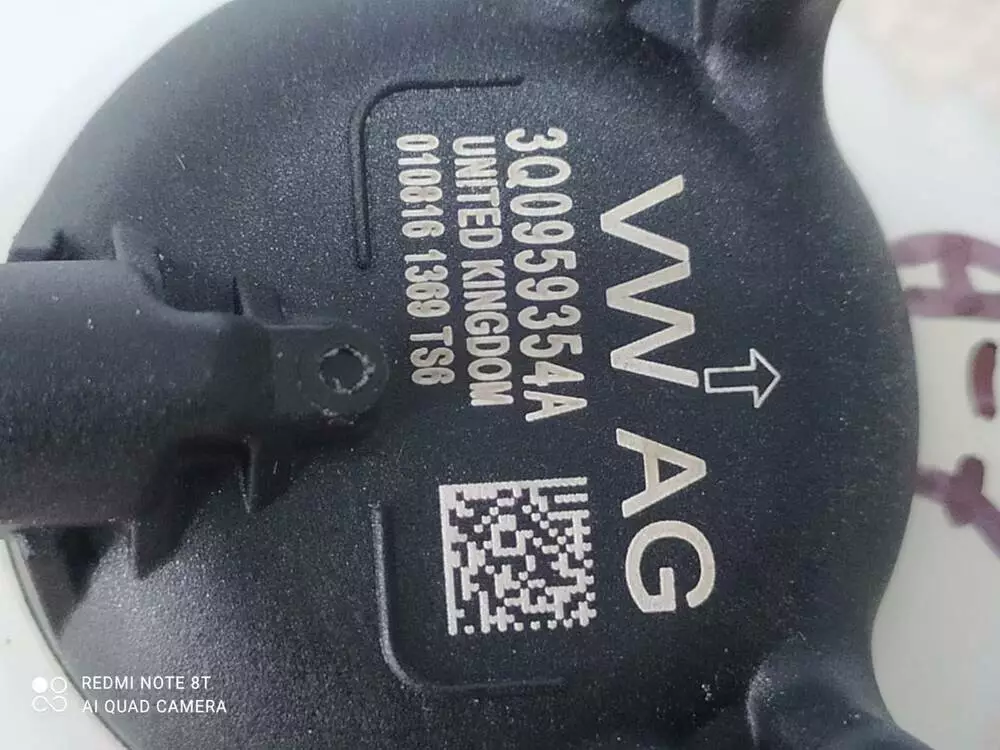 VW AG
3Q0959354A
UNITED KINGDOM
010816 1369 TS6
REDMI NOTE 8T
AI QUAD CAMERA